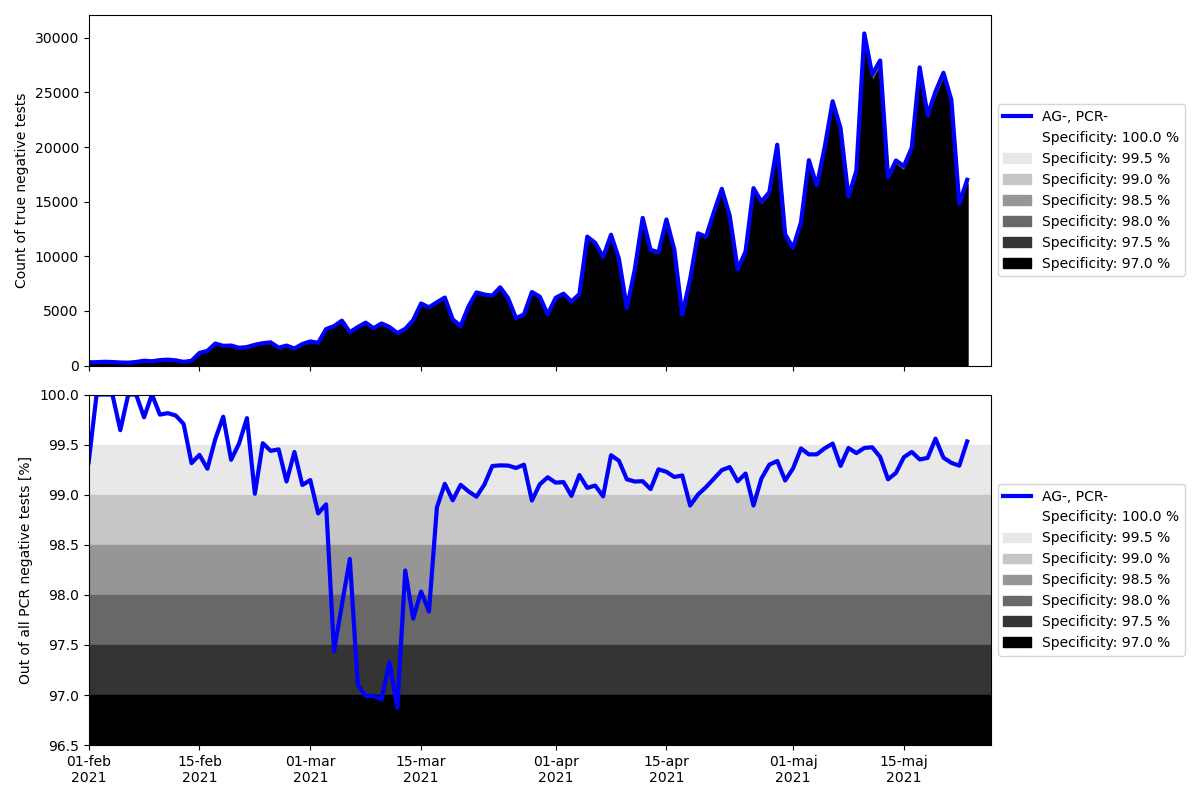 30000
25000
20000
15000
10000
5000
0
Count of true negative tests
AG-, PCR-
Specificity: 100.0 %
Specificity: 99.5 %
Specificity: 99.0 %
Specificity: 98.5 %
Specificity: 98.0 %
Specificity: 97.5 %
Specificity: 97.0 %
100.0
99.5
99.0
98.5
98.0
97.5
97.0
96.5
Out of all PCR negative tests [%]
01-feb
2021
15-feb
2021
01-mar
2021
15-mar
2021
01-apr
2021
15-apr
2021
01-maj
2021
15-maj
2021
AG-, PCR-
Specificity: 100.0 %
Specificity: 99.5 %
Specificity: 99.0 %
Specificity: 98.5 %
Specificity: 98.0 %
Specificity: 97.5 %
Specificity: 97.0 %